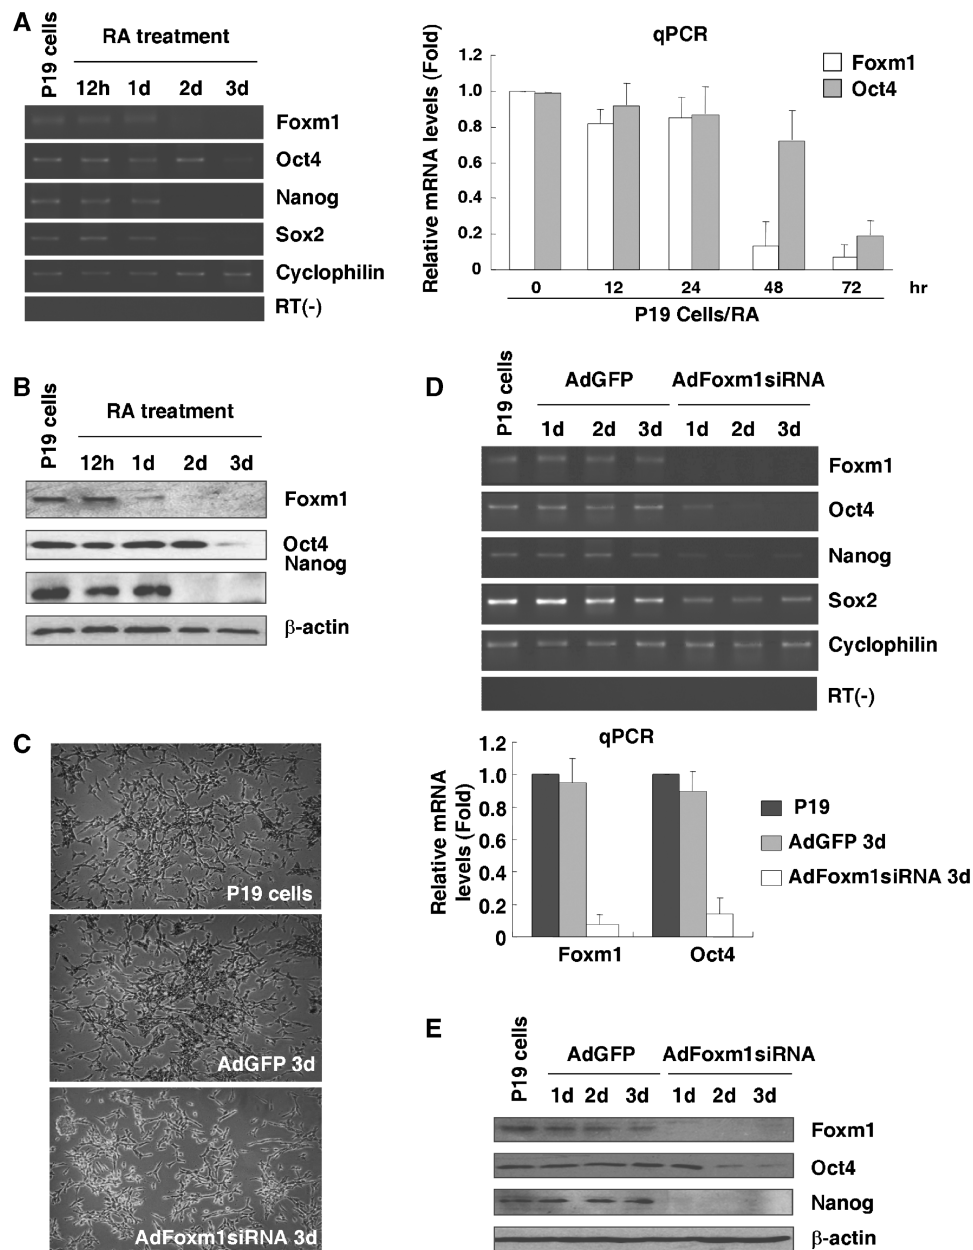 A
P19 cells
RA treatment
12h 1d 2d 3d
Foxm1
Oct4
Nanog
Sox2
Cyclophilin
RT(-)
qPCR
Relative mRNA levels (Fold)
1.2
1.0
0.8
0.6
0.4
0.2
0
Foxm1
Oct4
0 12 24 48 72 hr
P19 Cells/RA
B
P19 cells
RA treatment
12h 1d 2d 3d
Foxm1
Oct4
Nanog
β-actin
C
P19 cells
AdGFP 3d
AdFoxm1siRNA 3d
D
P19 cells
AdGFP AdFoxm1siRNA
1d 2d 3d 1d 2d 3d
Foxm1
Oct4
Nanog
Sox2
Cyclophilin
RT(-)
qPCR
Relative mRNA
levels (Fold)
1.2
1.0
0.8
0.6
0.4
0.2
0
P19
AdGFP 3d
AdFoxm1siRNA 3d
Foxm1 Oct4
E
P19 cells
AdGFP AdFoxm1siRNA
1d 2d 3d 1d 2d 3d
Foxm1
Oct4
Nanog
β-actin